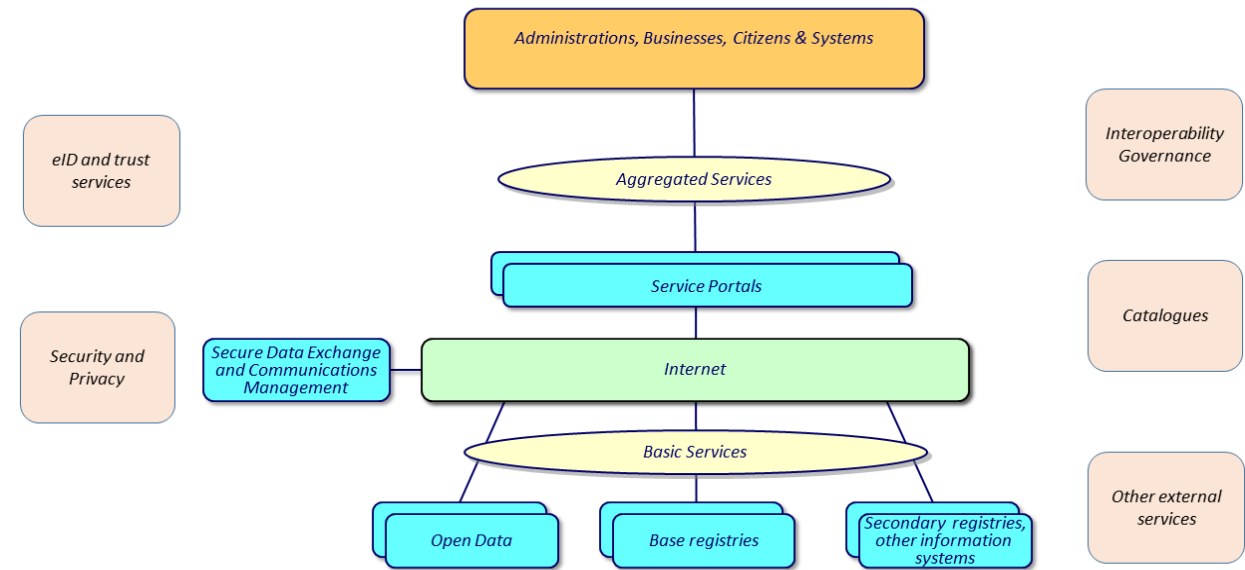 Administrations, Businesses, Citizens & Systems
eID and trust
services
Interoperability
Governance
Aggregated Services
Service Portals
Catalogues
Security and
Privacy
Secure Data Exchange
and Communications
Management
Internet
Basic Services
Other external
services
Open Data
Base registries
Secondary registries,
other information
systems